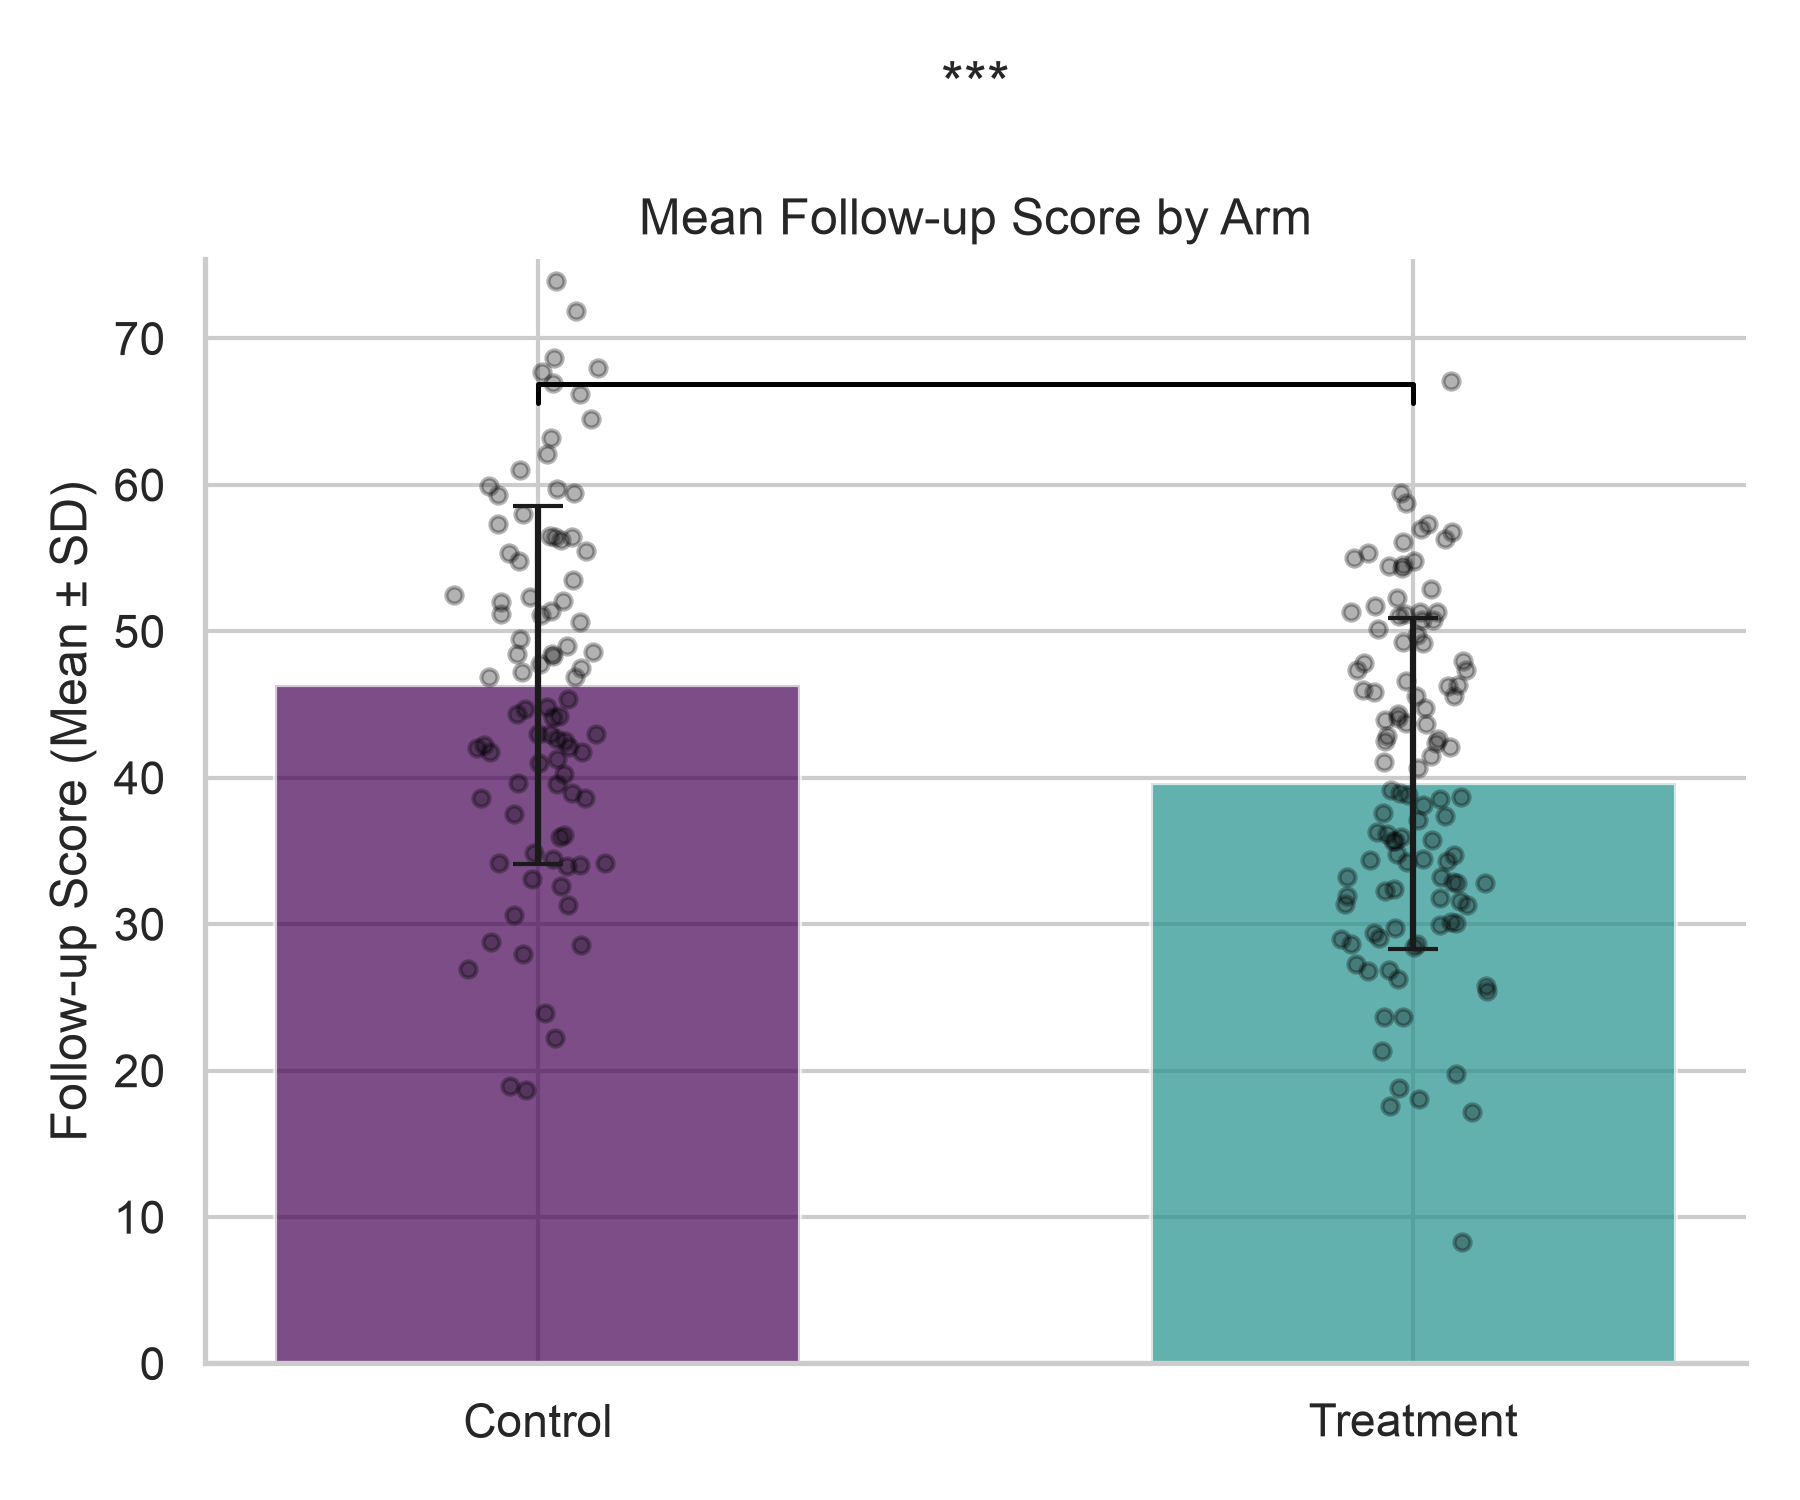 ***
Mean Follow-up Score by Arm
Follow-up Score (Mean ± SD)
70
60
50
40
30
20
10
0
Control
Treatment